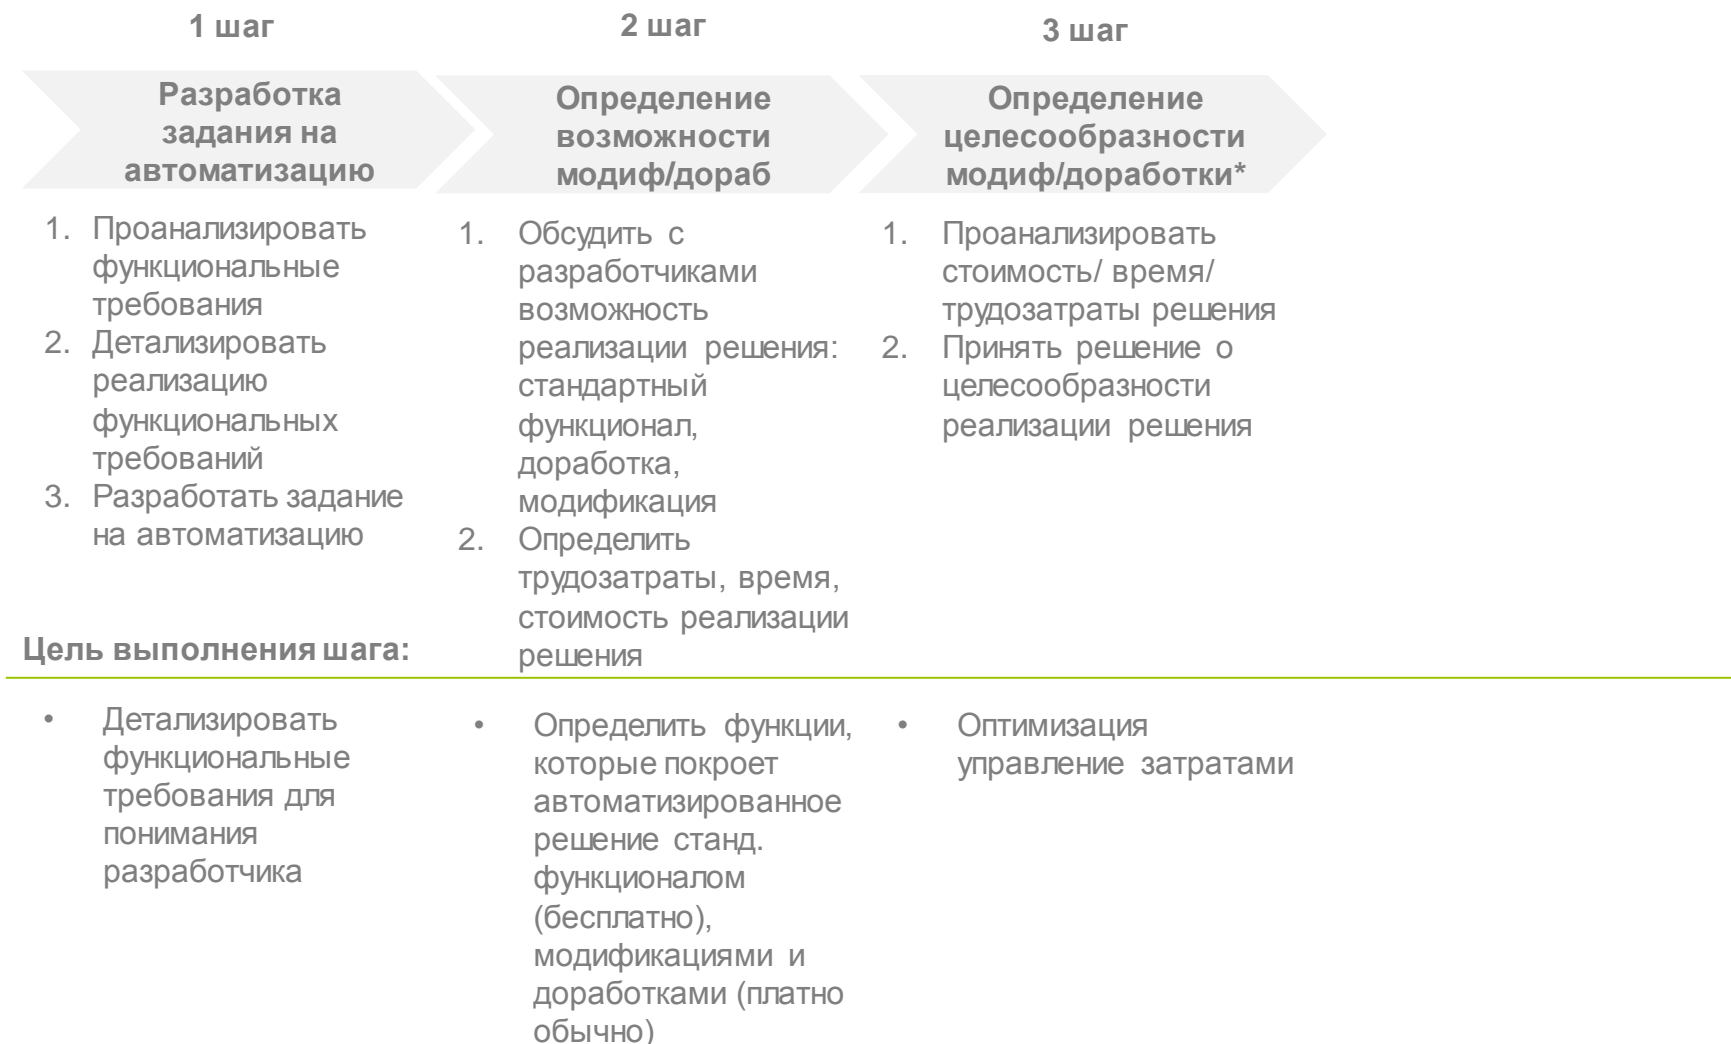 1 шаг
2 шаг
3 шаг
Разработка
задания на
автоматизацию
Определение
возможности
модиф/дораб
Определение
целесообразности
модиф/доработки*
1. Проанализировать
функциональные
требования
2. Детализировать
реализацию
функциональных
требований
3. Разработать задание
на автоматизацию
1. Обсудить с
разработчиками
возможность
реализации решения:
стандартный
функционал,
доработка,
модификация
2. Определить
трудозатраты, время,
стоимость реализации
решения
1. Проанализировать
стоимость/ время/
трудозатраты решения
2. Принять решение о
целесообразности
реализации решения
Цель выполнения шага:
• Детализировать
функциональные
требования для
понимания
разработчика
• Определить функции,
которые покроет
автоматизированное
решение станд.
функционалом
(бесплатно),
модификациями и
доработками (платно
обычно)
• Оптимизация
управление затратами